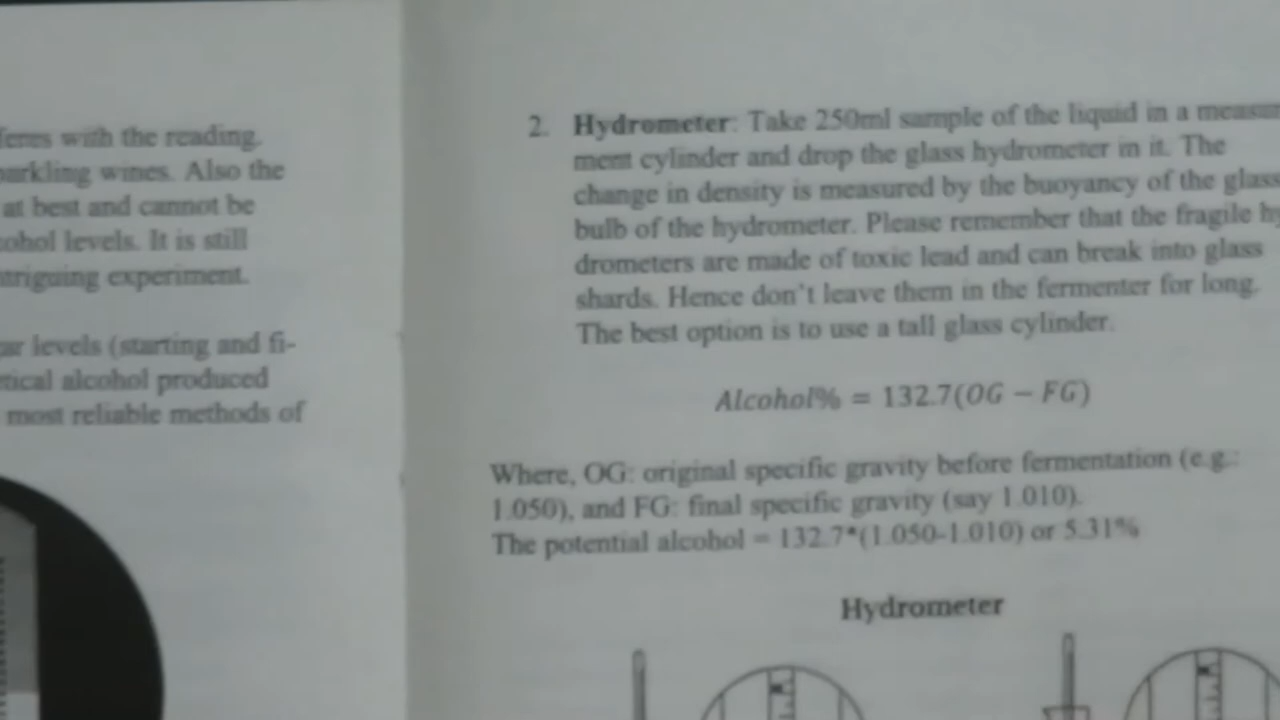 feres with the reading.
parkling wines. Also the
at best and cannot be
cohol levels. It is still
ntriguing experiment.
ar levels (starting and fi-
etical alcohol produced
most reliable methods of
2. Hydrometer: Take 250ml sample of the liquid in a measur
ment cylinder and drop the glass hydrometer in it. The
change in density is measured by the buoyancy of the glass
bulb of the hydrometer. Please remember that the fragile hy
drometers are made of toxic lead and can break into glass
shards. Hence don't leave them in the fermenter for long.
The best option is to use a tall glass cylinder.
Alcohol% = 132.7(OG − FG)
Where, OG: original specific gravity before fermentation (e.g.:
1.050), and FG: final specific gravity (say 1.010).
The potential alcohol = 132.7*(1.050-1.010) or 5.31%
Hydrometer